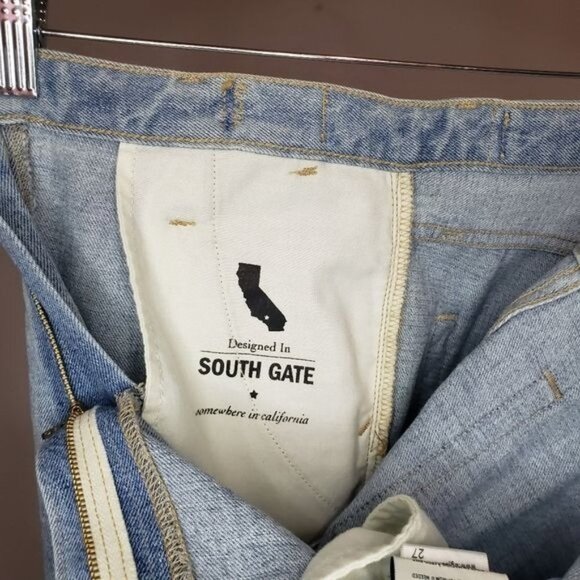 Designed In
SOUTH GATE
somewhere in california
27